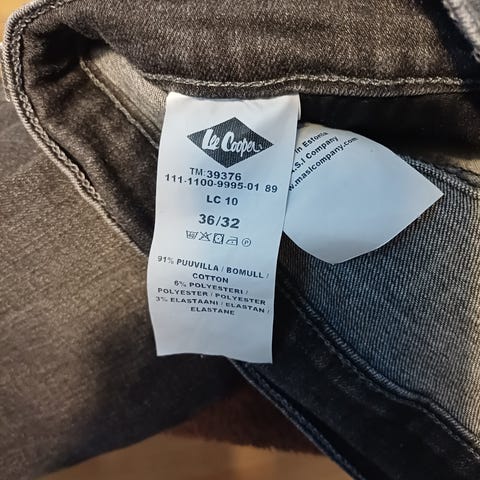 Lee Cooper
TM:39376
111-1100-9995-01 89
LC 10
36/32
91% PUUVILLA / BOMULL /
COTTON
6% POLYESTERI /
POLYESTER / POLYESTER
3% ELASTAANI / ELASTAN /
ELASTANE
in Estonia
.S.I Company
www.masicompany.com